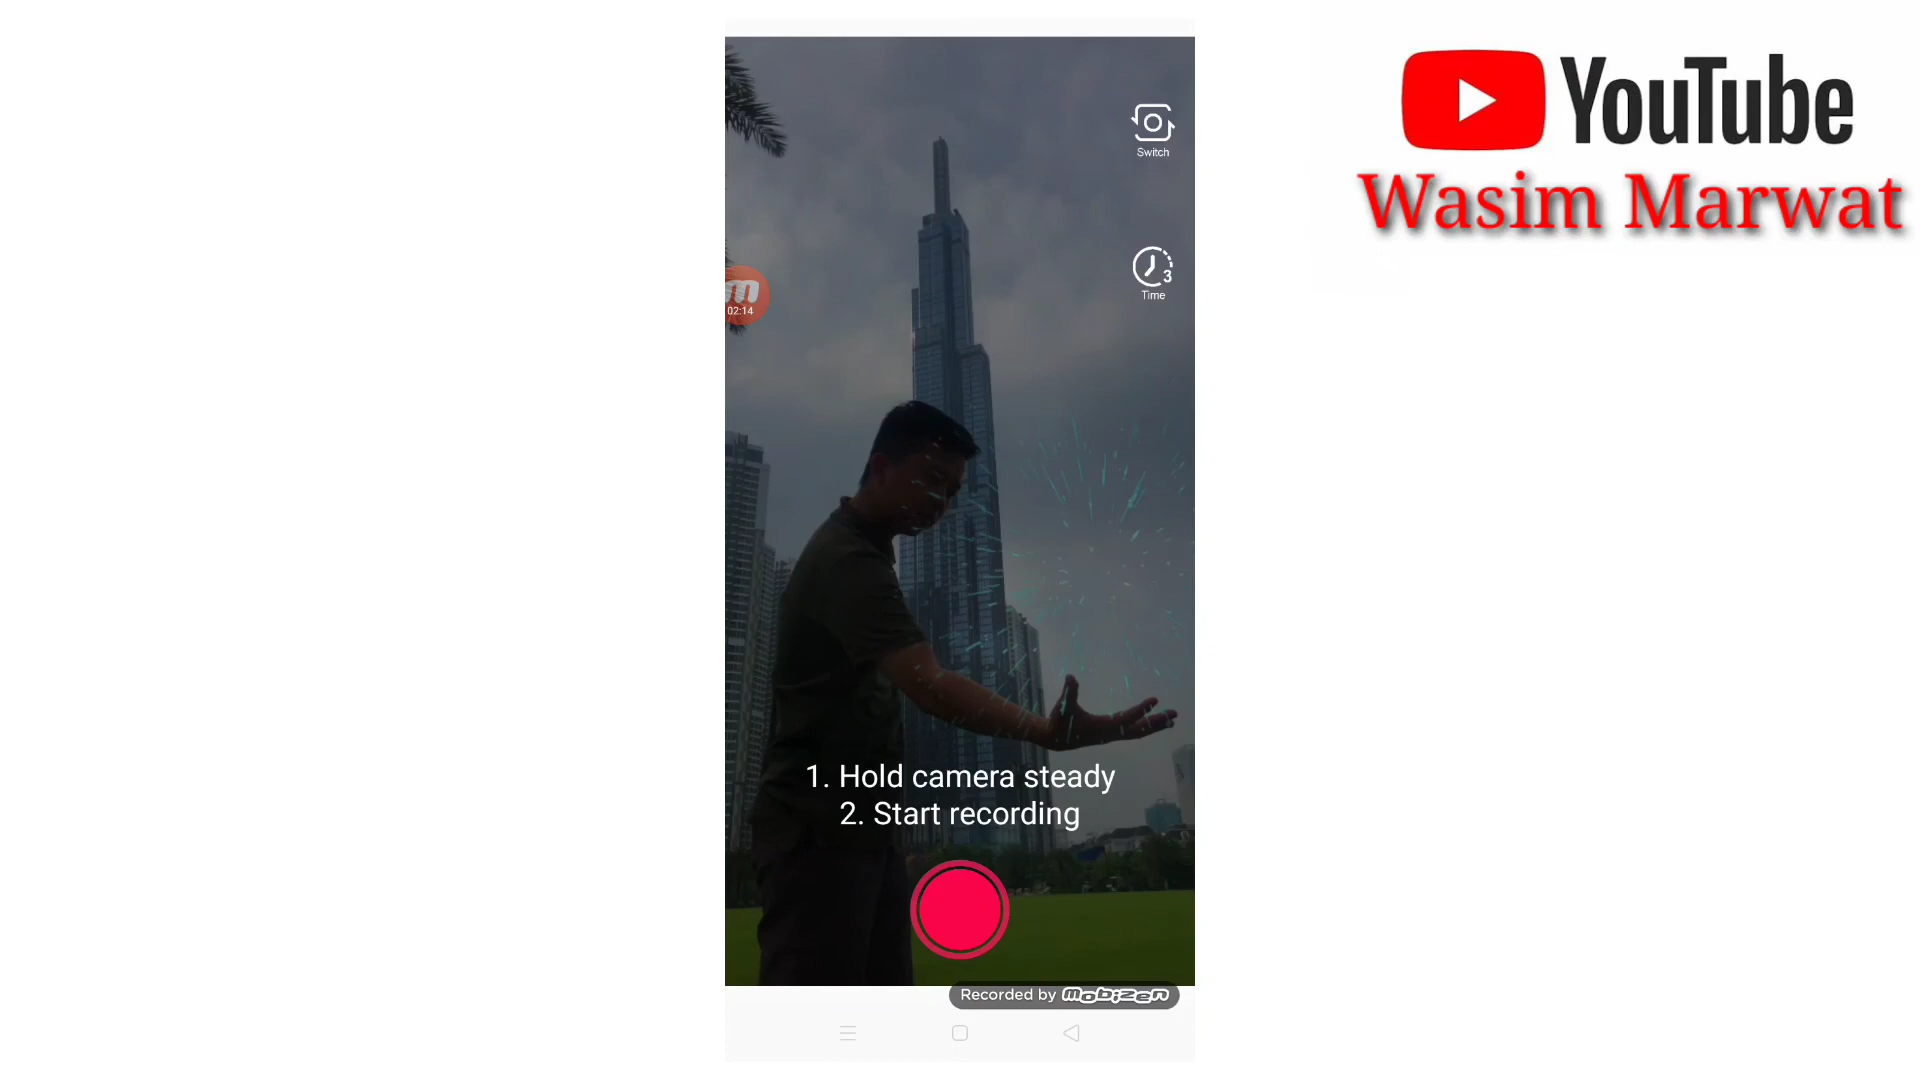 YouTube
Wasim Marwat
Switch
3
Time
m
02:14
1. Hold camera steady
2. Start recording
Recorded by mobizen